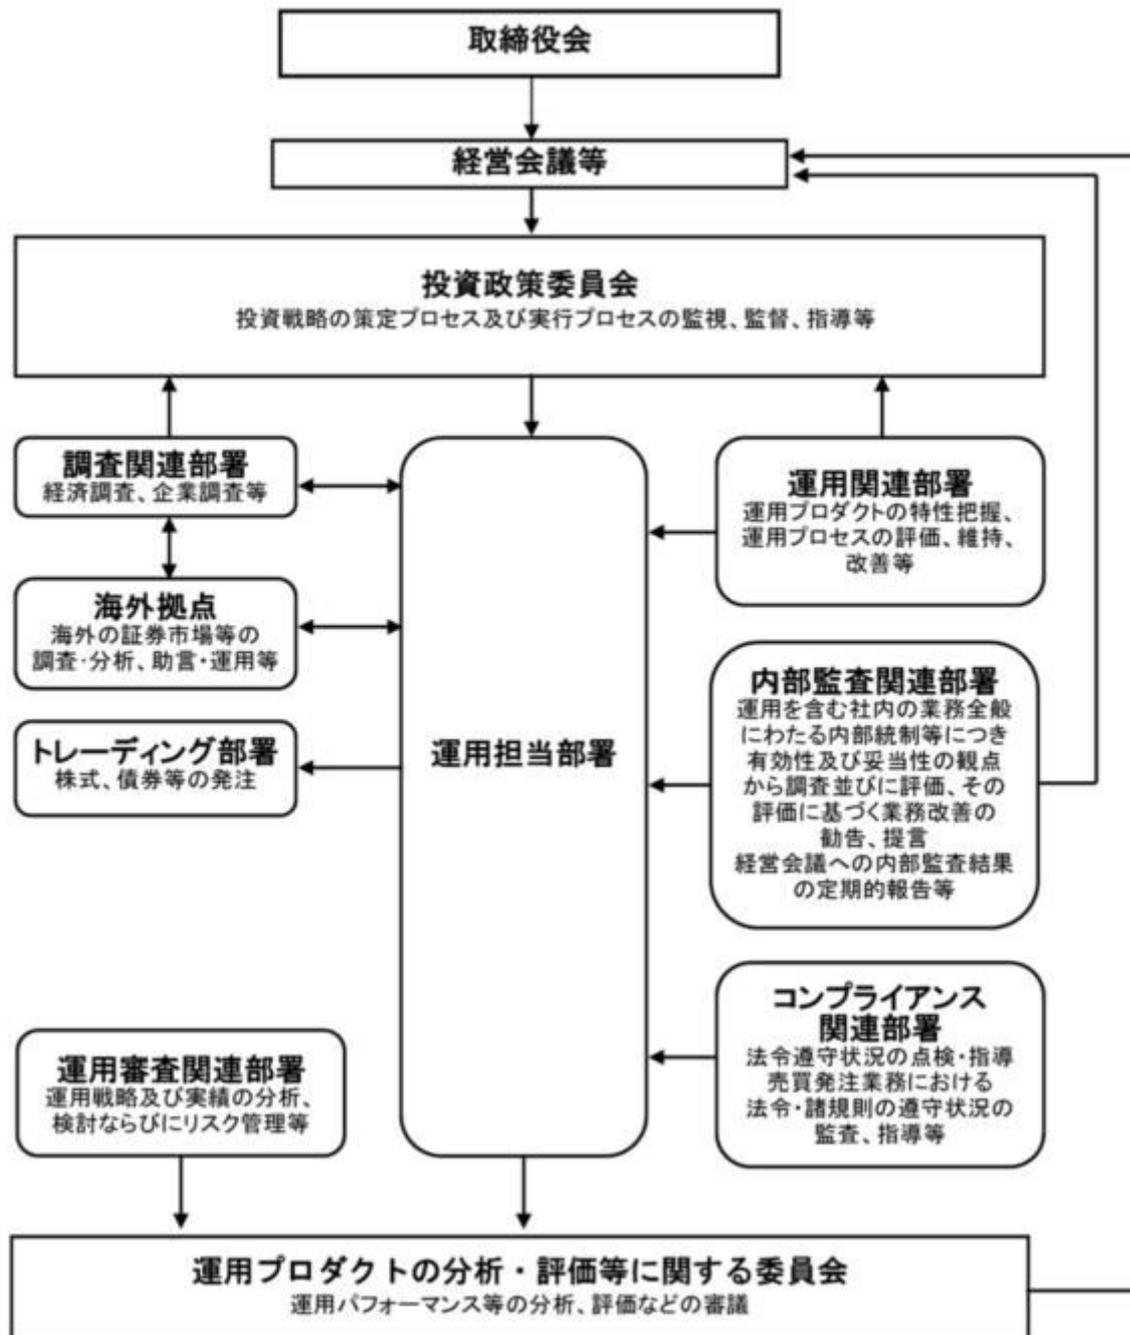 取締役会
経営会議等
投資政策委員会
投資戦略の策定プロセス及び実行プロセスの監視、監督、指導等
調査関連部署
経済調査、企業調査等
海外拠点
海外の証券市場等の
調査・分析、助言・運用等
トレーディング部署
株式、債券等の発注
運用担当部署
運用関連部署
運用プロダクトの特性把握、
運用プロセスの評価、維持、
改善等
内部監査関連部署
運用を含む社内の業務全般
にわたる内部統制等につき
有効性及び妥当性の観点
から調査並びに評価、その
評価に基づく業務改善の
勧告、提言
経営会議への内部監査結果
の定期的報告等
コンプライアンス
関連部署
法令遵守状況の点検・指導
売買発注業務における
法令・諸規則の遵守状況の
監査、指導等
運用審査関連部署
運用戦略及び実績の分析、
検討ならびにリスク管理等
運用プロダクトの分析・評価等に関する委員会
運用パフォーマンス等の分析、評価などの審議